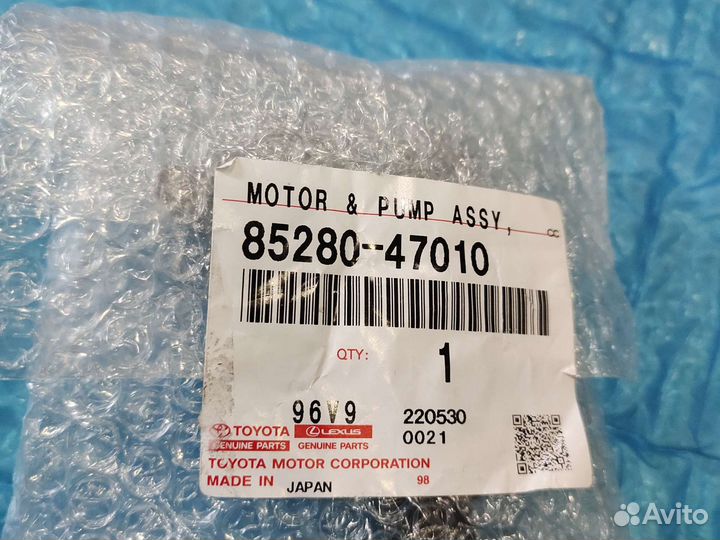 MOTOR & PUMP ASSY,
85280-47010
QTY: 1
96V9 220530
TOYOTA LEXUS 0021
GENUINE PARTS GENUINE PARTS
TOYOTA MOTOR CORPORATION
MADE IN JAPAN 98
Avito